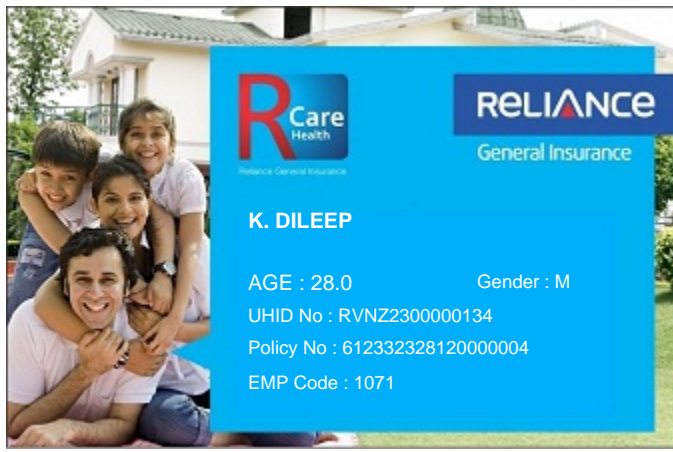 R Care
Health
Reliance General Insurance
RELIANCE
General Insurance
K. DILEEP
AGE : 28.0
Gender : M
UHID No : RVNZ2300000134
Policy No : 612332328120000004
EMP Code : 1071